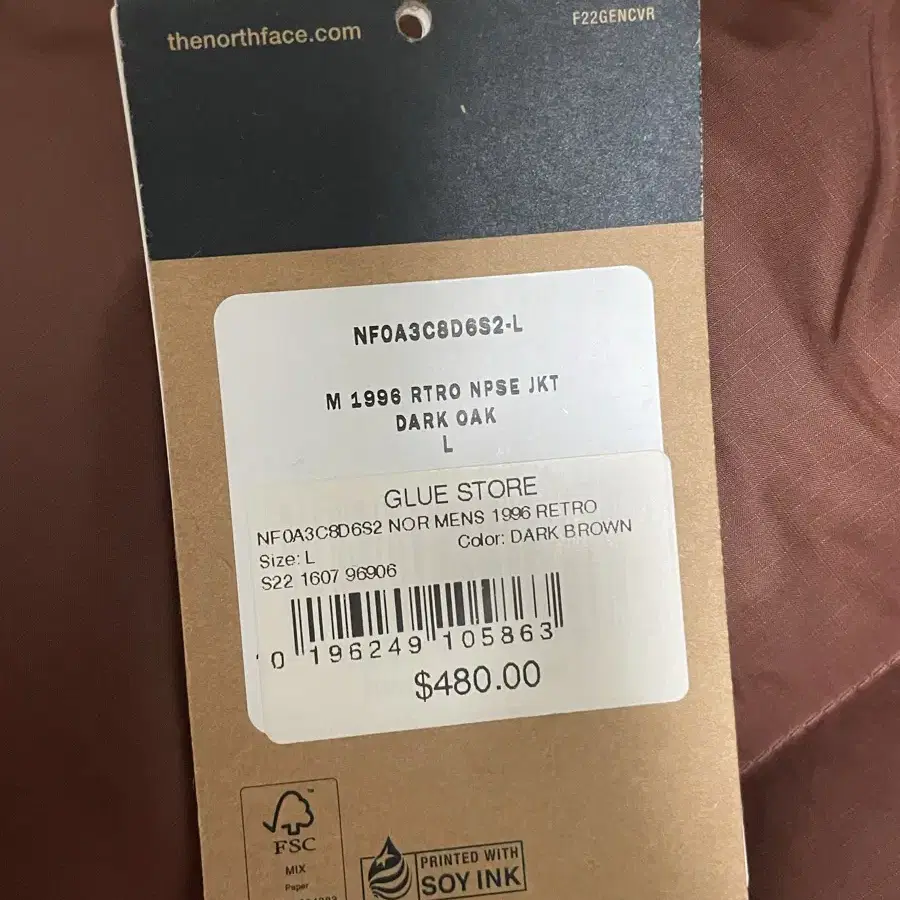 thenorthface.com
F22GENCVR
NF0A3C8D6S2-L
M 1996 RTRO NPSE JKT
DARK OAK
L
GLUE STORE
NF0A3C8D6S2 NOR MENS 1996 RETRO
Size: L
Color: DARK BROWN
S22 1607 96906
0 196249 105863
$480.00
FSC
MIX
Paper
PRINTED WITH
SOY INK